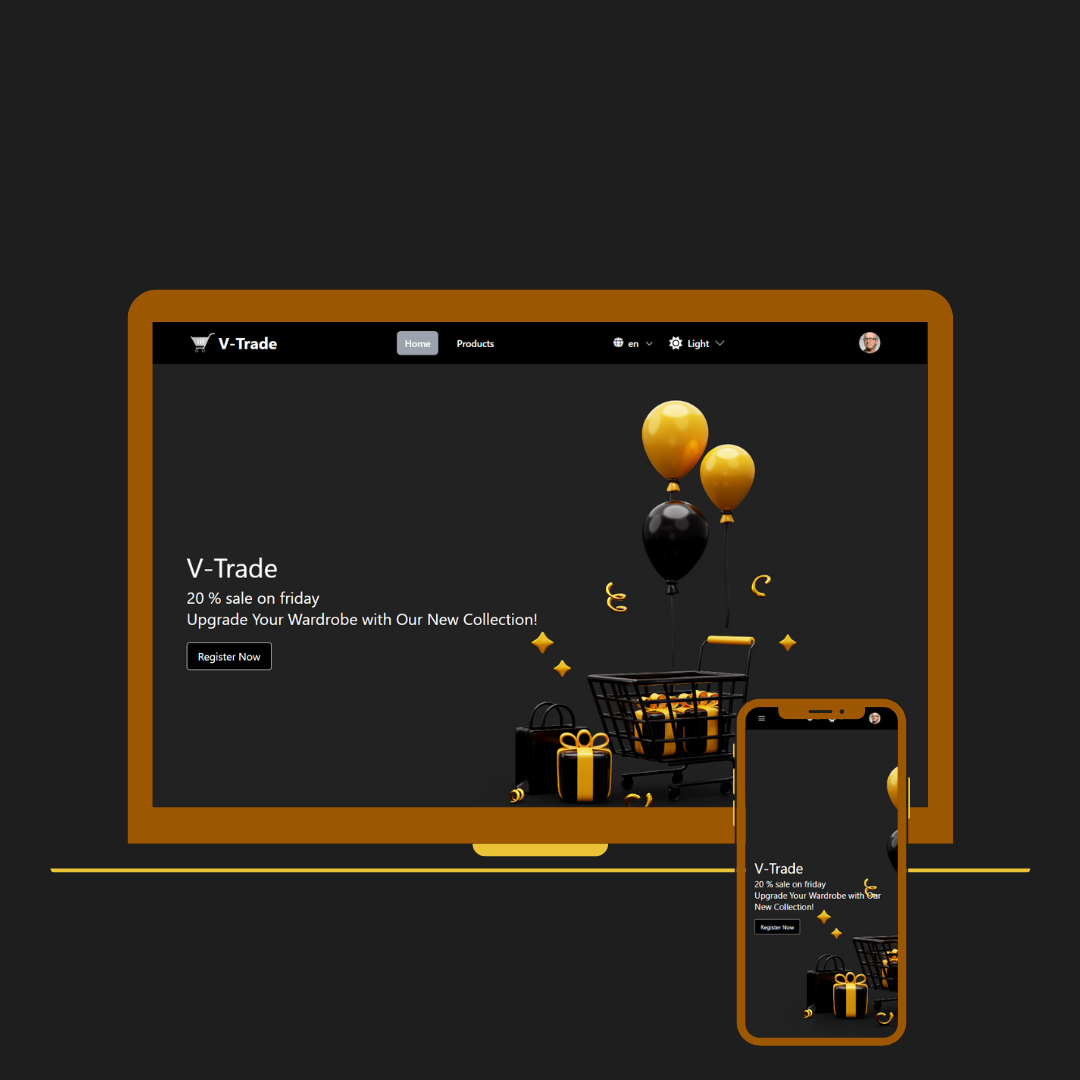 V-Trade
Home
Products
en
Light
V-Trade
20 % sale on friday
Upgrade Your Wardrobe with Our New Collection!
Register Now
V-Trade
20 % sale on friday
Upgrade Your Wardrobe with Our
New Collection!
Register Now